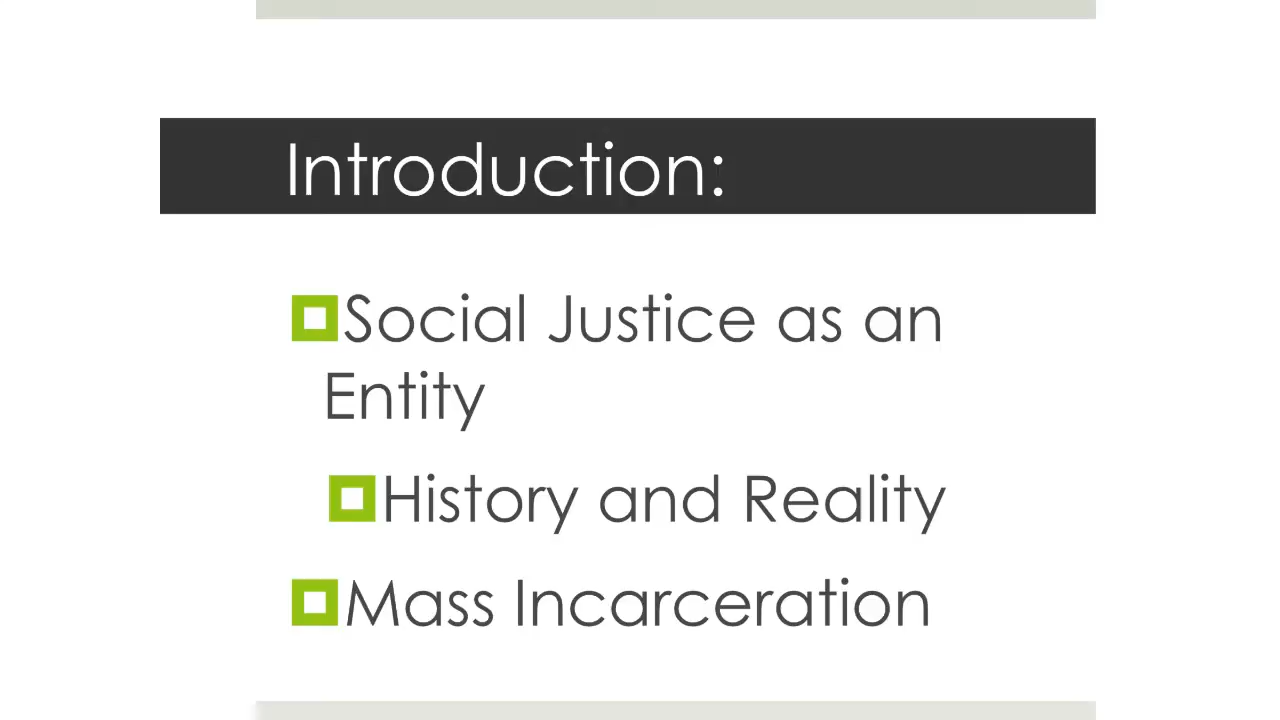 Introduction:
Social Justice as an
Entity
History and Reality
Mass Incarceration